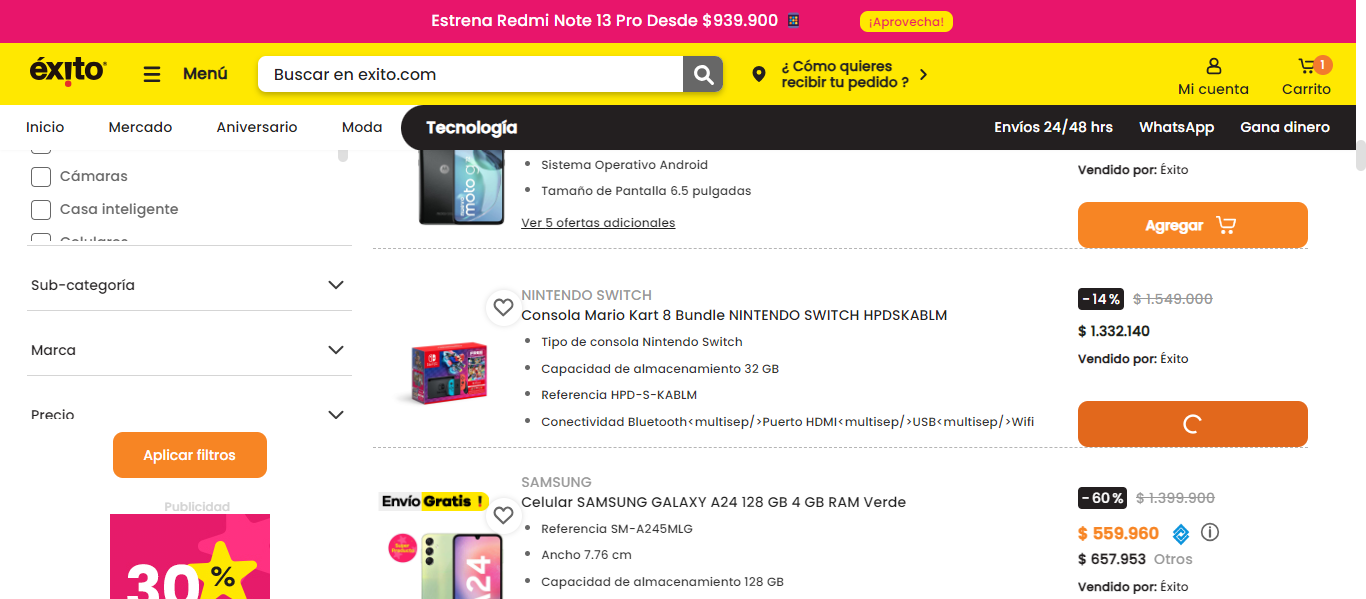 Estrena Redmi Note 13 Pro Desde $939.900
¡Aprovecha!
éxito
Menú
Buscar en exito.com
¿ Cómo quieres
recibir tu pedido ?
Mi cuenta
1
Carrito
Inicio
Mercado
Aniversario
Moda
Tecnología
Envíos 24/48 hrs
WhatsApp
Gana dinero
Cámaras
Casa inteligente
Celulares
Sub-categoría
Marca
Precio
Aplicar filtros
Publicidad
30%
moto g
Sistema Operativo Android
Tamaño de Pantalla 6.5 pulgadas
Ver 5 ofertas adicionales
Vendido por: Éxito
Agregar
NINTENDO SWITCH
Consola Mario Kart 8 Bundle NINTENDO SWITCH HPDSKABLM
Tipo de consola Nintendo Switch
Capacidad de almacenamiento 32 GB
Referencia HPD-S-KABLM
Conectividad Bluetooth<multisep/>Puerto HDMI<multisep/>USB<multisep/>Wifi
-14%
$ 1.549.000
$ 1.332.140
Vendido por: Éxito
Envío Gratis !
Super Producto
A24
SAMSUNG
Celular SAMSUNG GALAXY A24 128 GB 4 GB RAM Verde
Referencia SM-A245MLG
Ancho 7.76 cm
Capacidad de almacenamiento 128 GB
-60%
$ 1.399.900
$ 559.960
$ 657.953 Otros
Vendido por: Éxito